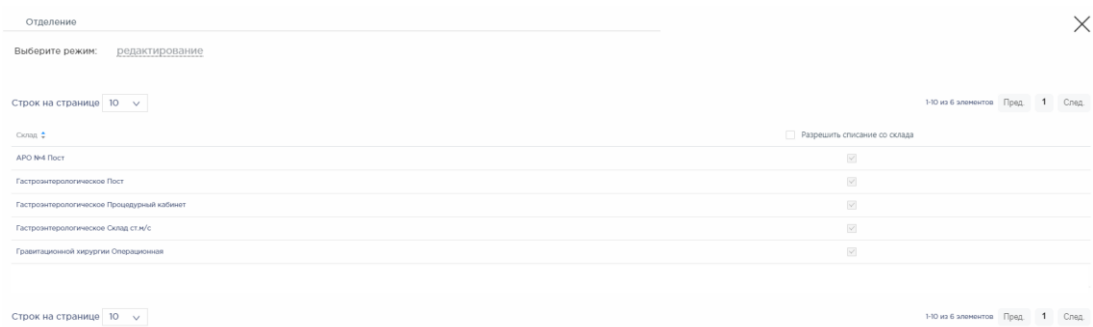 Отделение
Выберите режим: редактирование
Строк на странице 10 1-10 из 6 элементов Пред. 1 След.
Склад Разрешить списание со склада
АРО №4 Пост
Гастроэнтерологическое Пост
Гастроэнтерологическое Процедурный кабинет
Гастроэнтерологическое Склад ст.м/с
Гравитационной хирургии Операционная
Строк на странице 10 1-10 из 6 элементов Пред. 1 След.